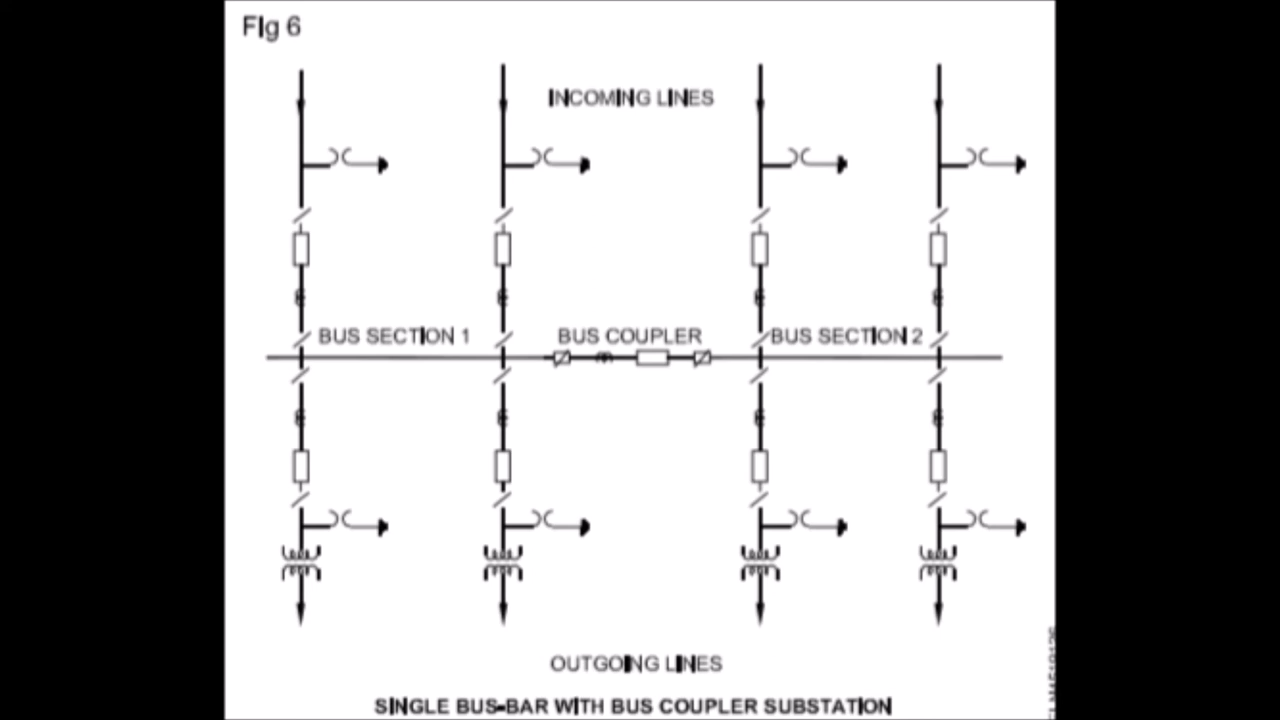 FIg 6
INCOMING LINES
BUS SECTION 1
BUS COUPLER
BUS SECTION 2
OUTGOING LINES
SINGLE BUS-BAR WITH BUS COUPLER SUBSTATION